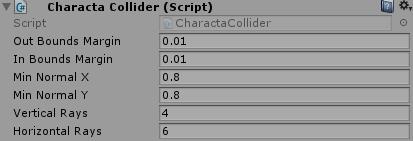 Characta Collider (Script)
Script CharactaCollider
Out Bounds Margin 0.01
In Bounds Margin 0.01
Min Normal X 0.8
Min Normal Y 0.8
Vertical Rays 4
Horizontal Rays 6